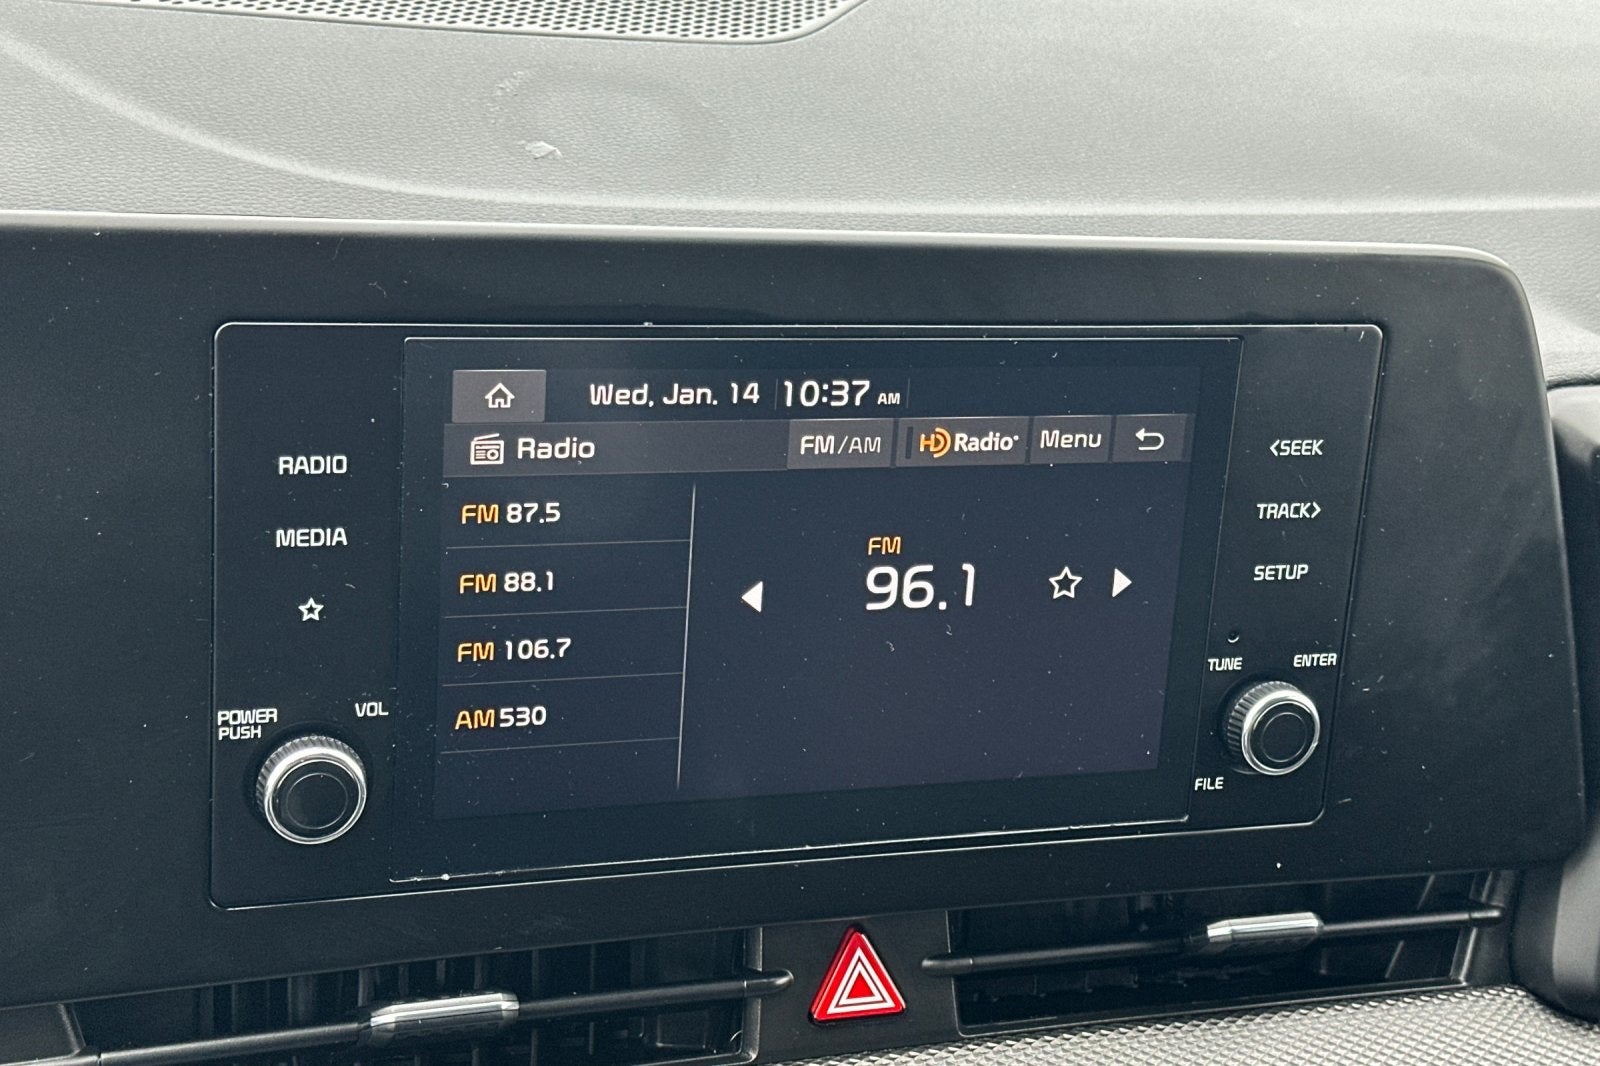 Wed, Jan. 14 10:37 AM
Radio FM/AM HD Radio Menu
RADIO
MEDIA
POWER
PUSH
VOL
FM 87.5
FM 88.1
FM 106.7
AM 530
FM
96.1
<SEEK
TRACK>
SETUP
TUNE
ENTER
FILE